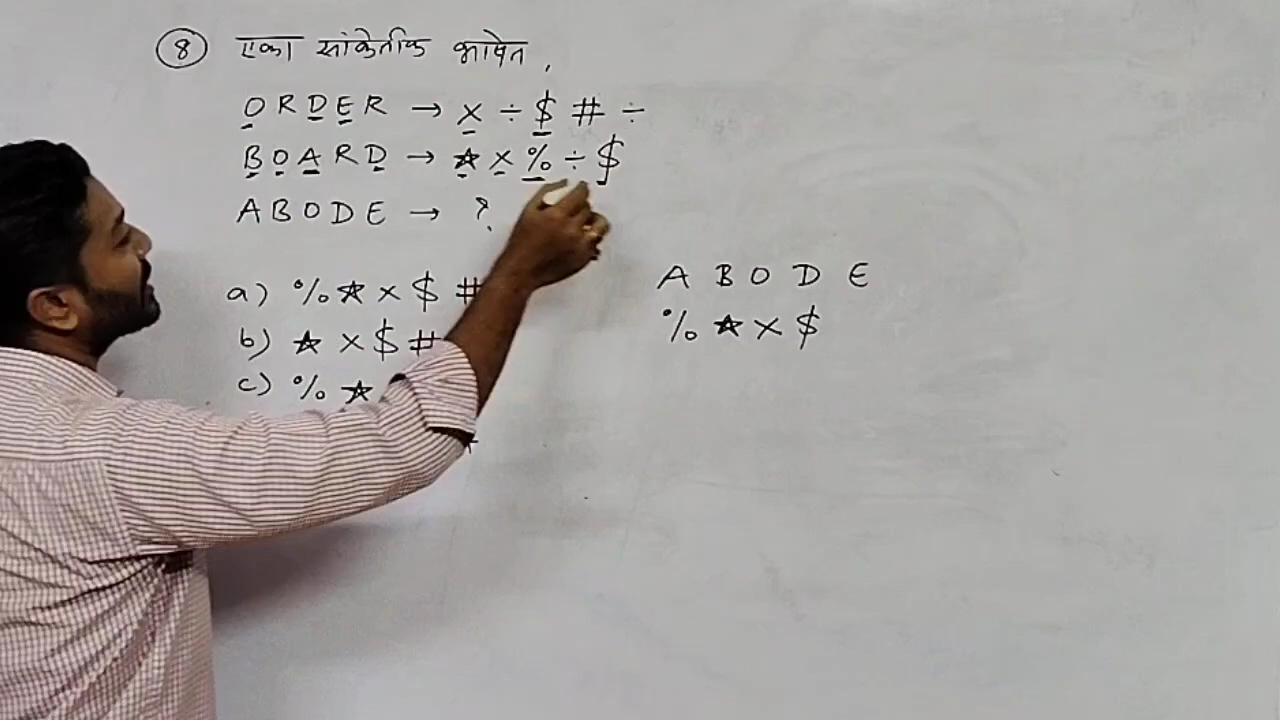 8 एका सांकेतीक भाषेत,
ORDER → × ÷ $ # ÷
BOARD → ★ × % ÷ $
ABODE → ?
a) % ★ × $ #
b) ★ × $ #
c) % ★
A B O D E
% ★ × $